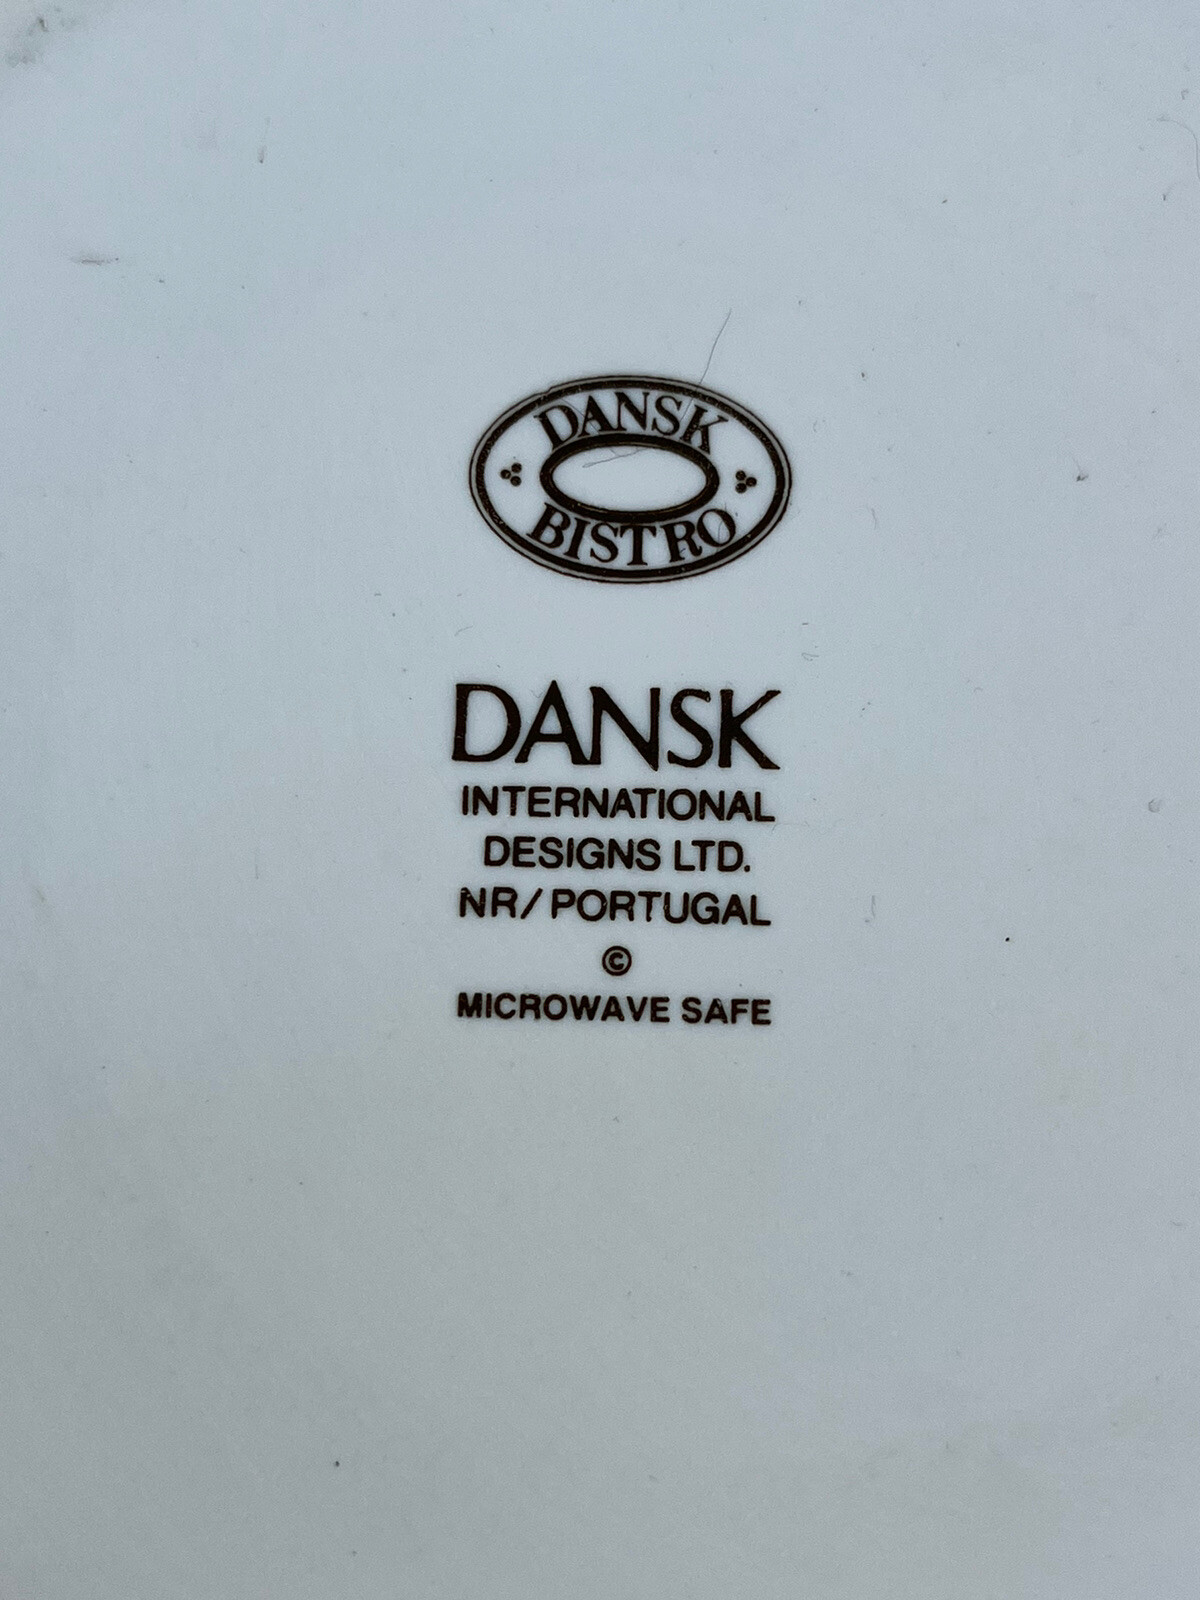 DANSK
BISTRO
DANSK
INTERNATIONAL
DESIGNS LTD.
NR/PORTUGAL
©
MICROWAVE SAFE